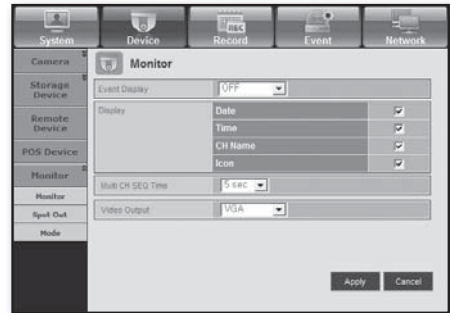 System Device Record Event Network
REC
Camera
Storage
Device
Remote
Device
POS Device
Monitor
Monitor
Spot Out
Mode
Monitor
Event Display OFF
Display Date
Time
CH Name
Icon
Multi CH SEQ Time 5 sec
Video Output VGA
Apply Cancel